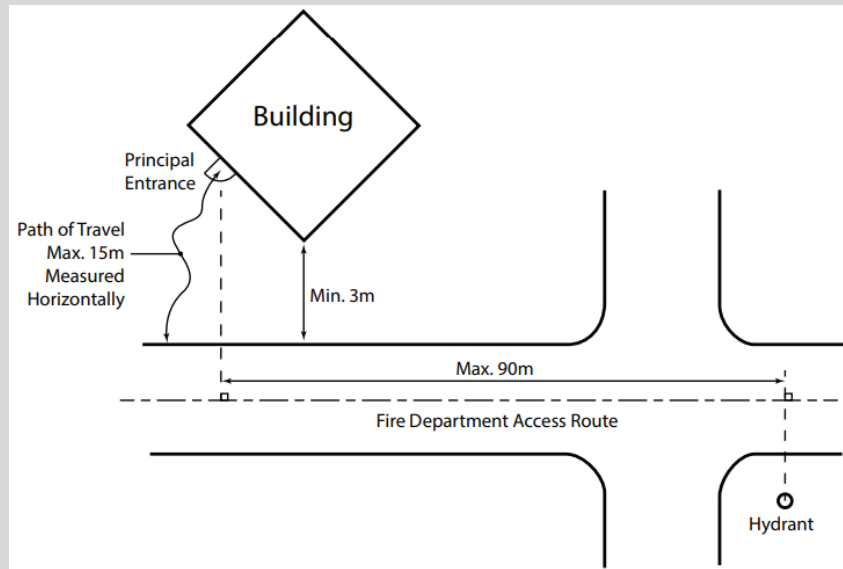 Building
Principal
Entrance
Path of Travel
Max. 15m
Measured
Horizontally
Min. 3m
Max. 90m
Fire Department Access Route
Hydrant